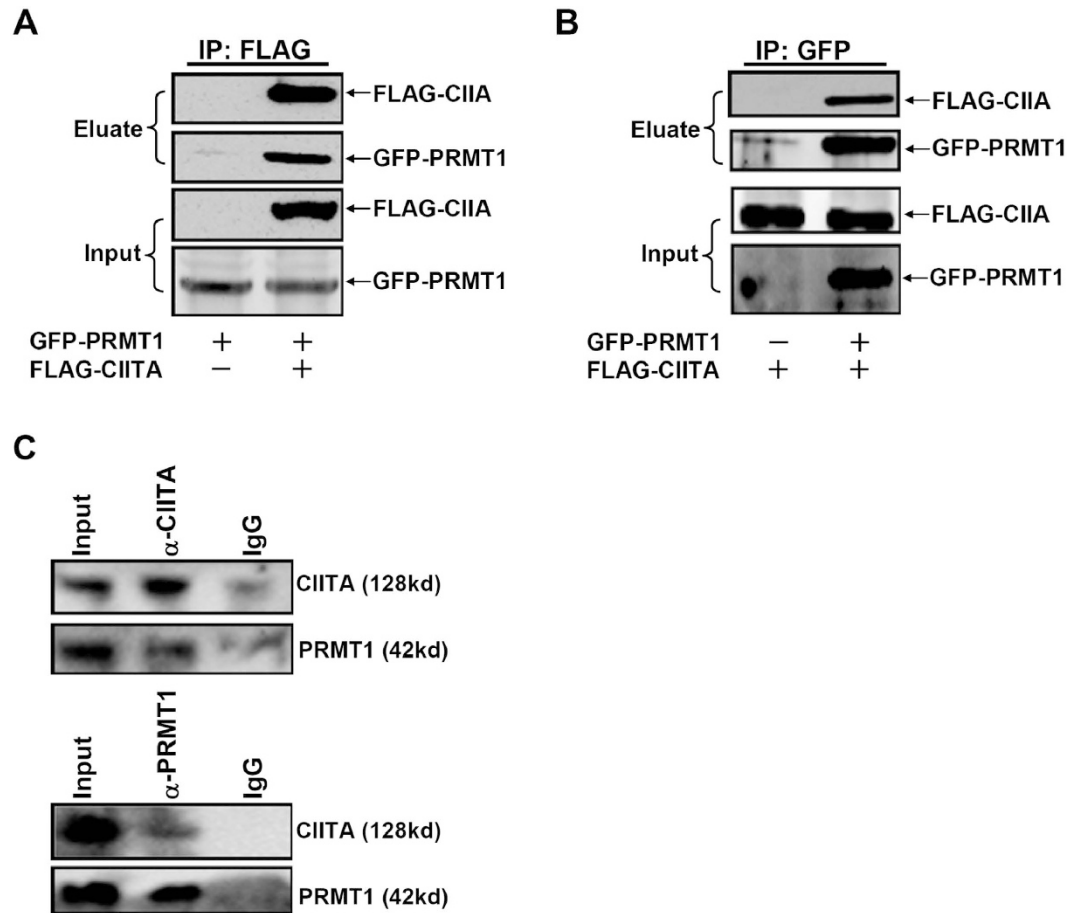 A
IP: FLAG
Eluate
FLAG-CIIA
GFP-PRMT1
Input
FLAG-CIIA
GFP-PRMT1
GFP-PRMT1 + +
FLAG-CIITA − +
B
IP: GFP
Eluate
FLAG-CIIA
GFP-PRMT1
Input
FLAG-CIIA
GFP-PRMT1
GFP-PRMT1 − +
FLAG-CIITA + +
C
Input α-CIITA IgG
CIITA (128kd)
PRMT1 (42kd)
Input α-PRMT1 IgG
CIITA (128kd)
PRMT1 (42kd)